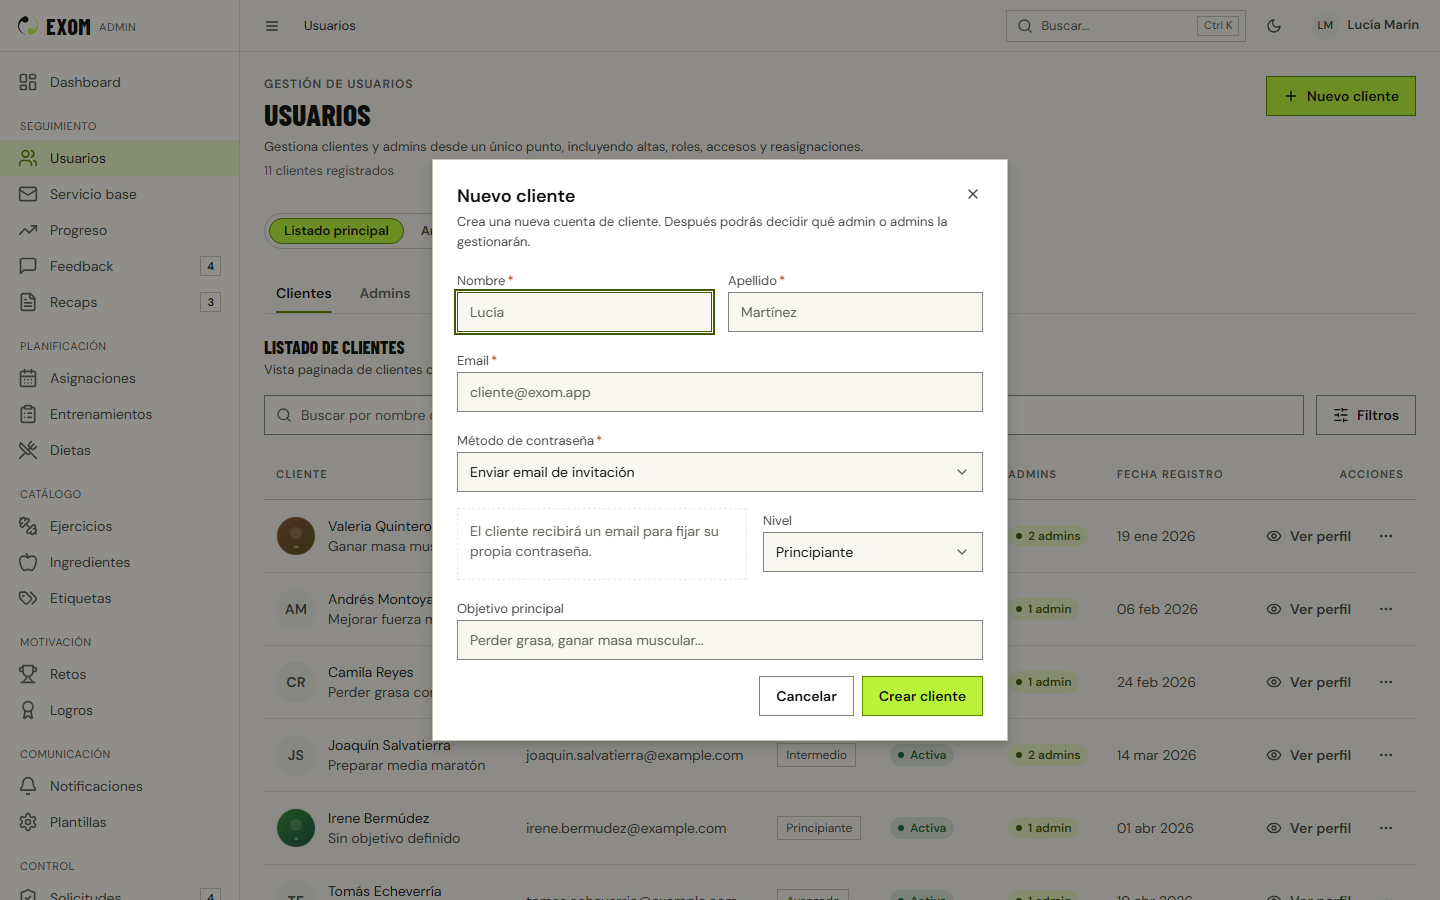 EXOM ADMIN
Usuarios
Buscar...
Ctrl K
LM
Lucía Marín
Dashboard
SEGUIMIENTO
Usuarios
Servicio base
Progreso
Feedback
4
Recaps
3
PLANIFICACIÓN
Asignaciones
Entrenamientos
Dietas
CATÁLOGO
Ejercicios
Ingredientes
Etiquetas
MOTIVACIÓN
Retos
Logros
COMUNICACIÓN
Notificaciones
Plantillas
CONTROL
Solicitudes
4
GESTIÓN DE USUARIOS
USUARIOS
Gestiona clientes y admins desde un único punto, incluyendo altas, roles, accesos y reasignaciones.
11 clientes registrados
Nuevo cliente
Listado principal
Clientes
Admins
LISTADO DE CLIENTES
Vista paginada de clientes
Buscar por nombre
Filtros
CLIENTE
ADMINS
FECHA REGISTRO
ACCIONES
Valeria Quintero
Ganar masa
2 admins
19 ene 2026
Ver perfil
AM
Andrés Montoya
Mejorar fuerza
1 admin
06 feb 2026
Ver perfil
CR
Camila Reyes
Perder grasa
1 admin
24 feb 2026
Ver perfil
JS
Joaquín Salvatierra
Preparar media maratón
joaquin.salvatierra@example.com
Intermedio
Activa
2 admins
14 mar 2026
Ver perfil
Irene Bermúdez
Sin objetivo definido
irene.bermudez@example.com
Principiante
Activa
1 admin
01 abr 2026
Ver perfil
Tomás Echeverría
Nuevo cliente
Crea una nueva cuenta de cliente. Después podrás decidir qué admin o admins la
gestionarán.
Nombre *
Lucía
Apellido *
Martínez
Email *
cliente@exom.app
Método de contraseña *
Enviar email de invitación
El cliente recibirá un email para fijar su
propia contraseña.
Nivel
Principiante
Objetivo principal
Perder grasa, ganar masa muscular...
Cancelar
Crear cliente